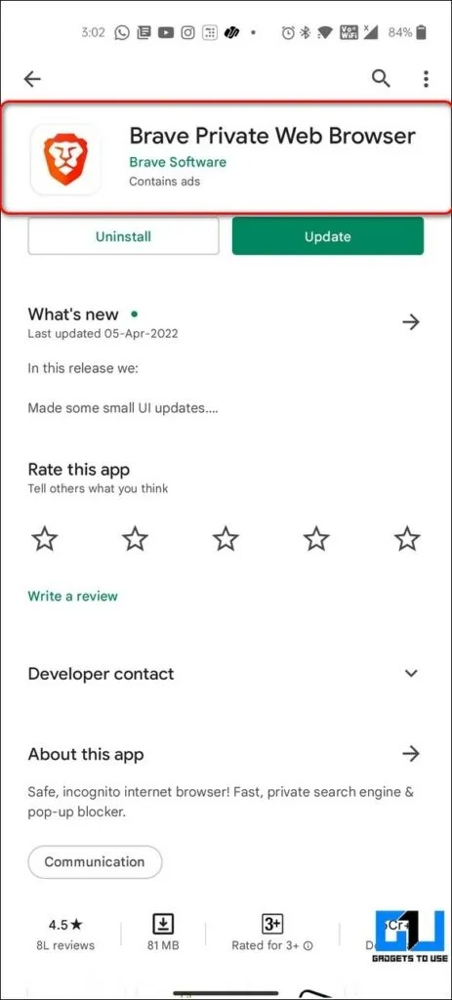 3:02
Vo))
WiFi
84%
Brave Private Web Browser
Brave Software
Contains ads
Uninstall
Update
What's new
Last updated 05-Apr-2022
In this release we:
Made some small UI updates....
Rate this app
Tell others what you think
Write a review
Developer contact
About this app
Safe, incognito internet browser! Fast, private search engine &
pop-up blocker.
Communication
4.5★
8L reviews
81 MB
3+
Rated for 3+
GADGETS TO USE